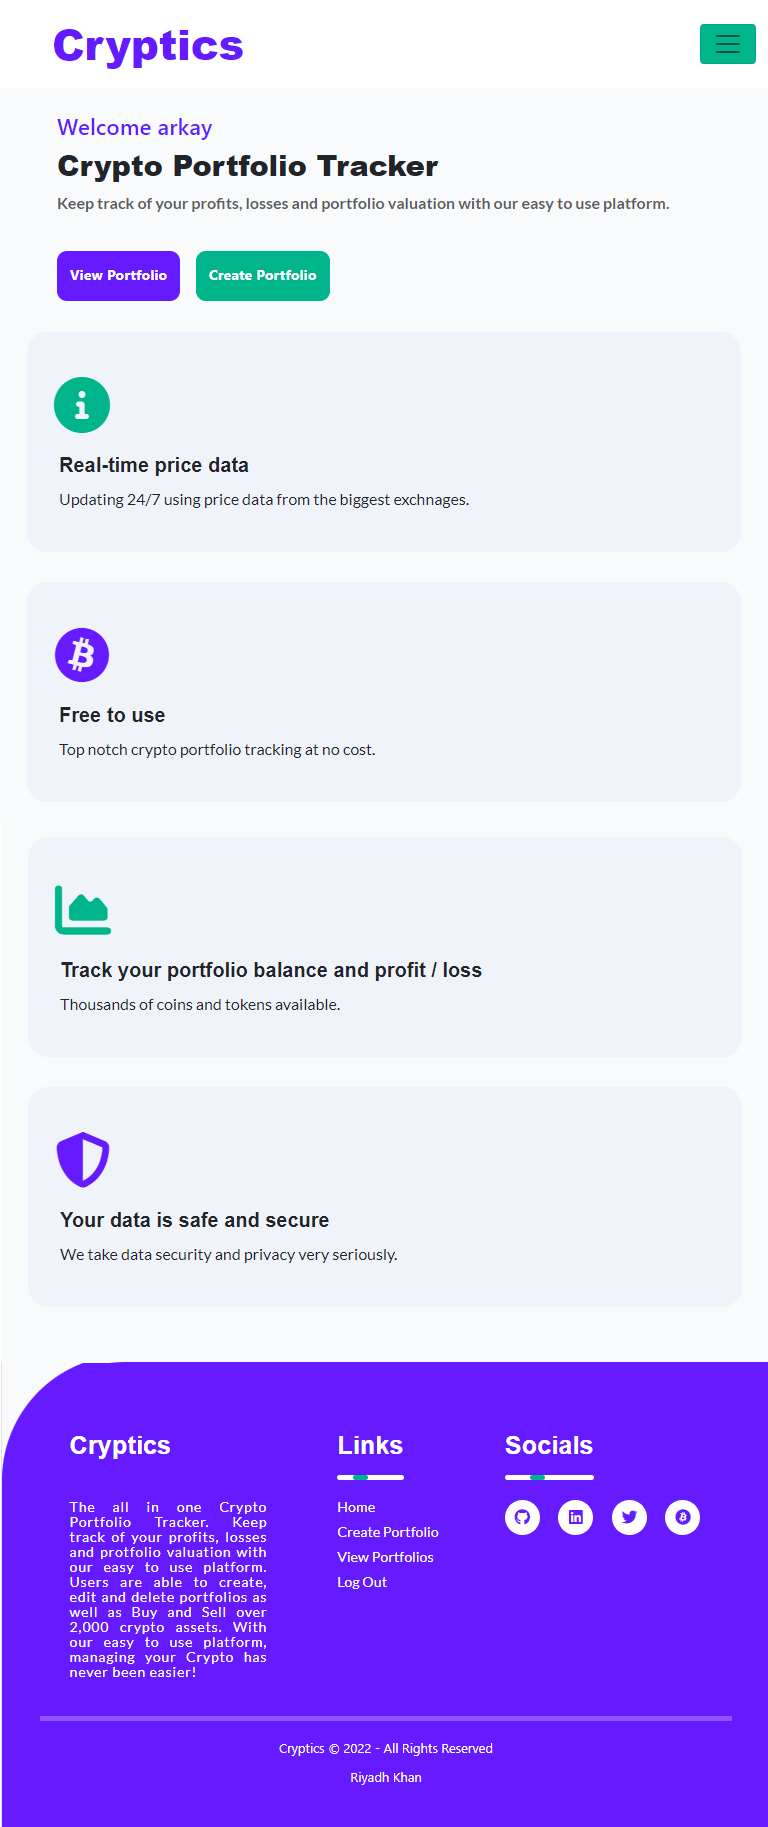 Cryptics
Welcome arkay
Crypto Portfolio Tracker
Keep track of your profits, losses and portfolio valuation with our easy to use platform.
View Portfolio
Create Portfolio
Real-time price data
Updating 24/7 using price data from the biggest exchnages.
Free to use
Top notch crypto portfolio tracking at no cost.
Track your portfolio balance and profit / loss
Thousands of coins and tokens available.
Your data is safe and secure
We take data security and privacy very seriously.
Cryptics
The all in one Crypto
Portfolio Tracker. Keep
track of your profits, losses
and protfolio valuation with
our easy to use platform.
Users are able to create,
edit and delete portfolios as
well as Buy and Sell over
2,000 crypto assets. With
our easy to use platform,
managing your Crypto has
never been easier!
Links
Home
Create Portfolio
View Portfolios
Log Out
Socials
Cryptics © 2022 - All Rights Reserved
Riyadh Khan